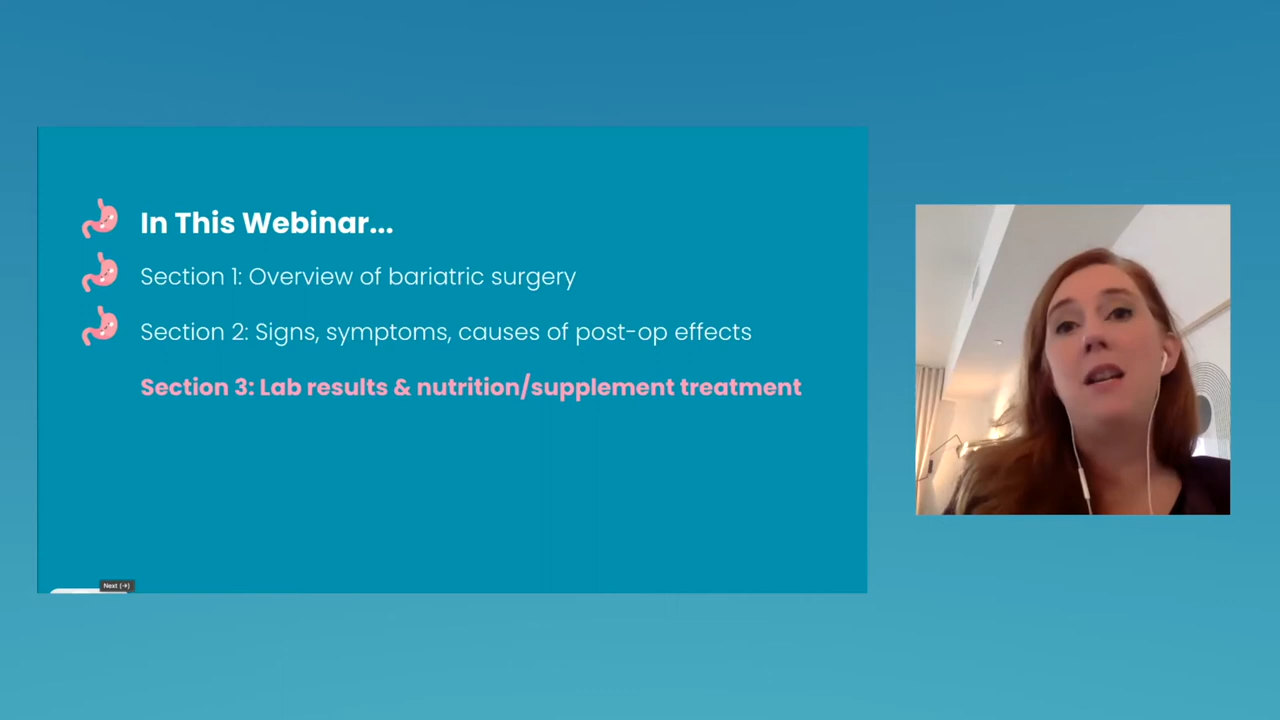 In This Webinar...
Section 1: Overview of bariatric surgery
Section 2: Signs, symptoms, causes of post-op effects
Section 3: Lab results & nutrition/supplement treatment
Next (→)